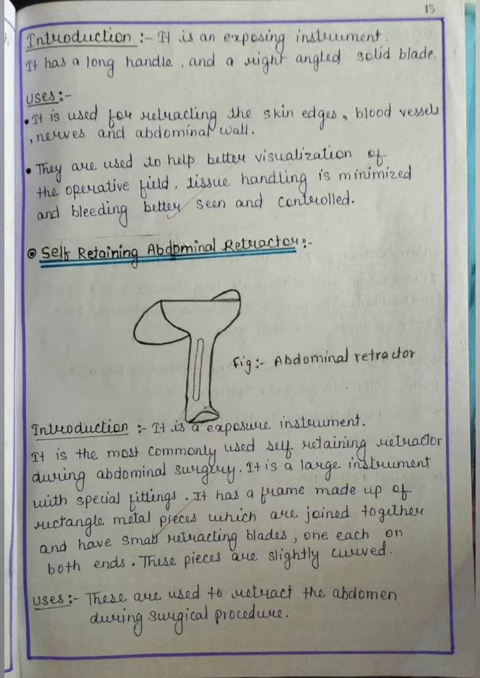 15
Introduction :- It is an exposing instrument.
It has a long handle, and a right angled solid blade.
Uses:-
• It is used for retracting the skin edges, blood vessels
, nerves and abdominal wall.
• They are used to help better visualization of
the operative field, tissue handling is minimized
and bleeding better seen and controlled.
Self Retaining Abdominal Retractor:-
Fig:- Abdominal retractor
Introduction :- It is a exposure instrument.
It is the most commonly used self retaining retractor
during abdominal surgery. It is a large instrument
with special fittings. It has a frame made up of
rectangle metal pieces which are joined together
and have small retracting blades, one each on
both ends. These pieces are slightly curved.
Uses:- These are used to retract the abdomen
during surgical procedure.